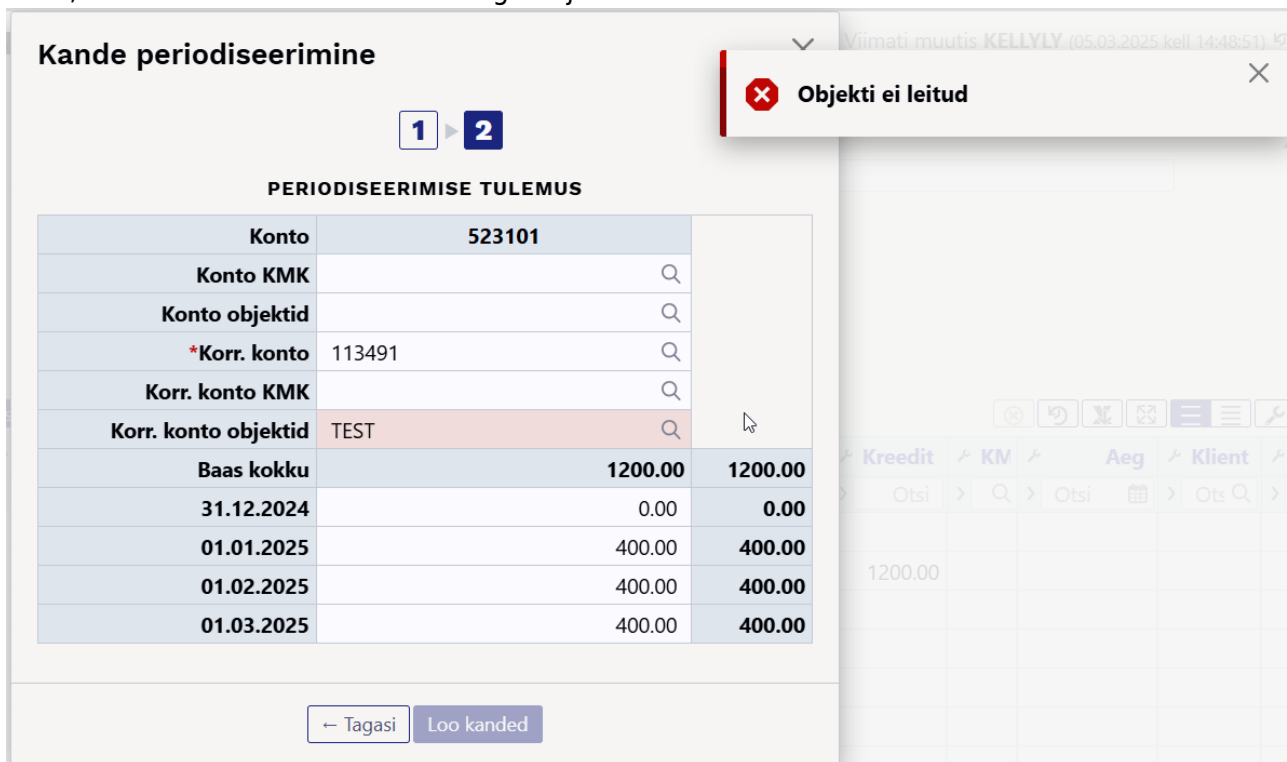 Kande periodiseerimine
Viimati muutis KELLYLY (05.03.2025 kell 14:48:51)
Objekti ei leitud
1 2
PERIODISEERIMISE TULEMUS
Konto 523101
Konto KMK
Konto objektid
*Korr. konto 113491
Korr. konto KMK
Korr. konto objektid TEST
Baas kokku 1200.00 1200.00
31.12.2024 0.00 0.00
01.01.2025 400.00 400.00
01.02.2025 400.00 400.00
01.03.2025 400.00 400.00
← Tagasi Loo kanded
Kreedit KM Aeg Klient
Otsi Otsi Ots
1200.00